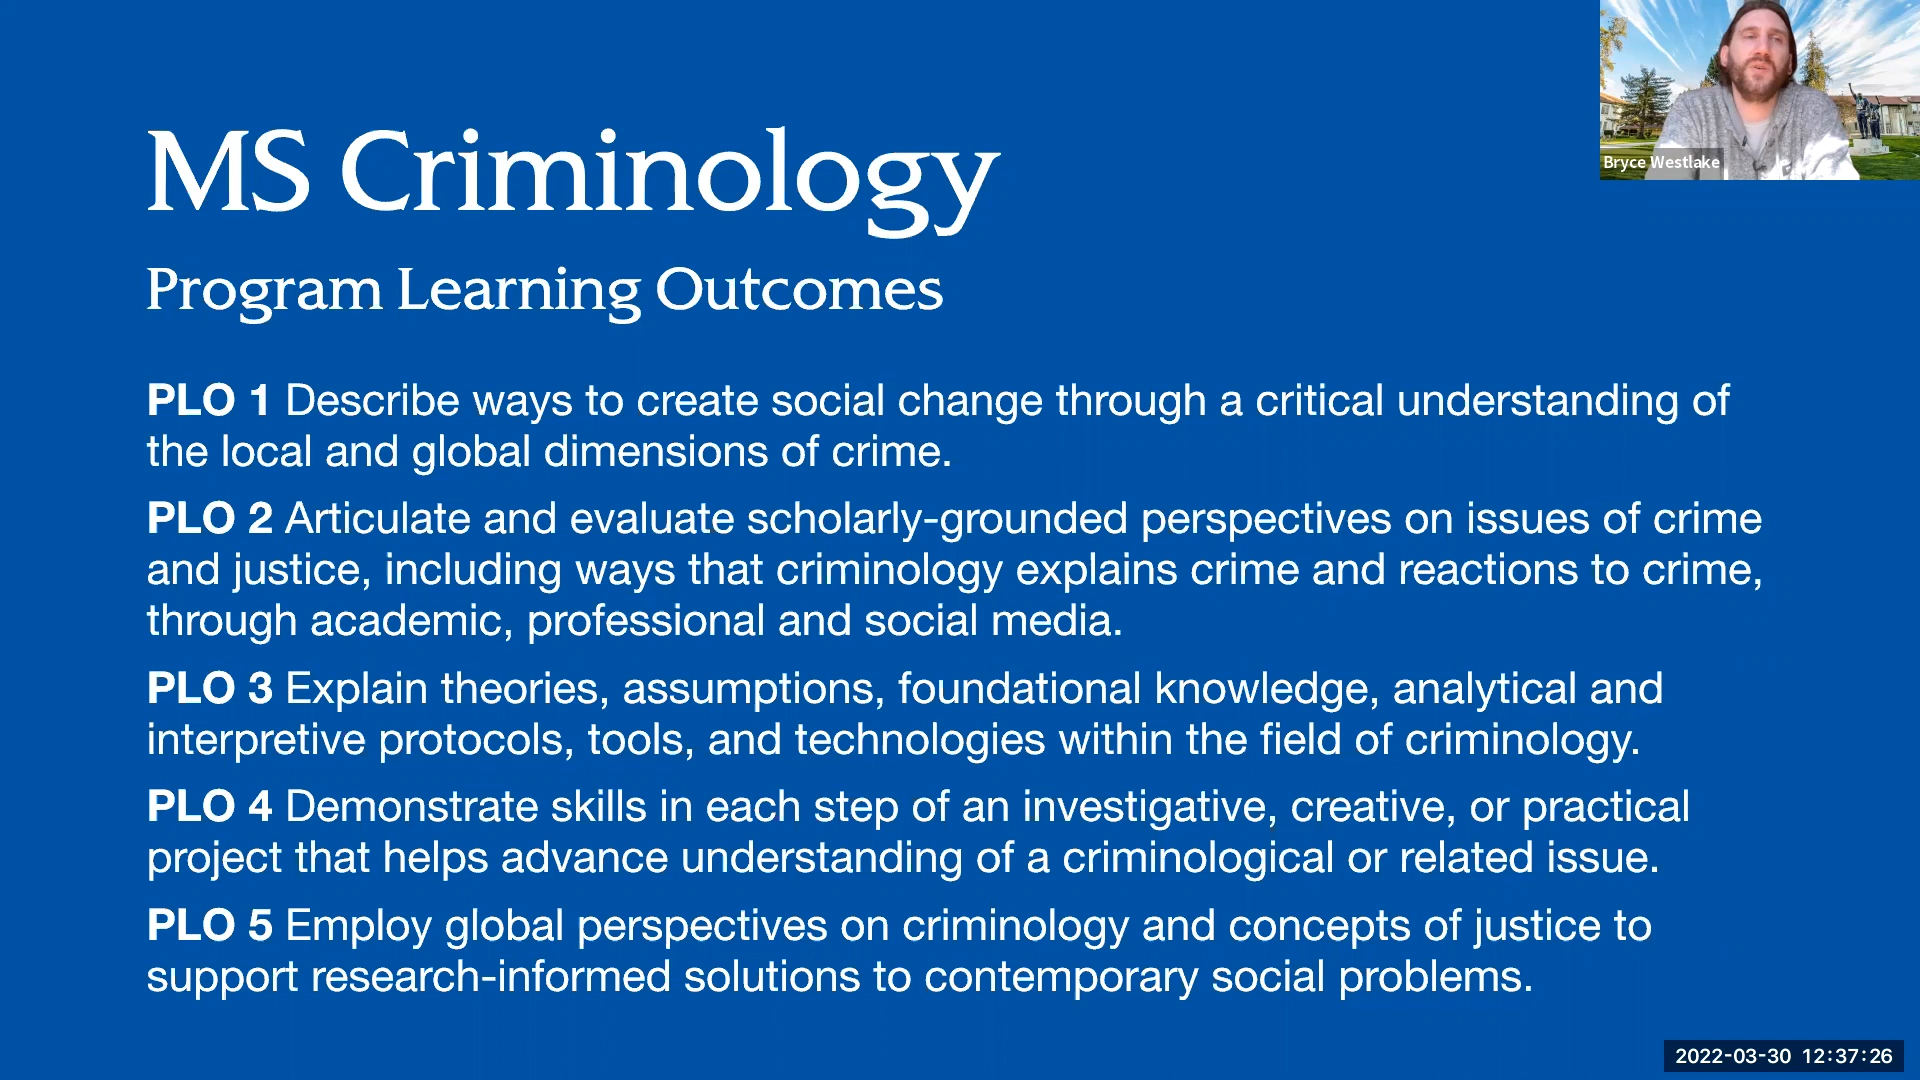 Bryce Westlake
MS Criminology
Program Learning Outcomes
PLO 1 Describe ways to create social change through a critical understanding of
the local and global dimensions of crime.
PLO 2 Articulate and evaluate scholarly-grounded perspectives on issues of crime
and justice, including ways that criminology explains crime and reactions to crime,
through academic, professional and social media.
PLO 3 Explain theories, assumptions, foundational knowledge, analytical and
interpretive protocols, tools, and technologies within the field of criminology.
PLO 4 Demonstrate skills in each step of an investigative, creative, or practical
project that helps advance understanding of a criminological or related issue.
PLO 5 Employ global perspectives on criminology and concepts of justice to
support research-informed solutions to contemporary social problems.
2022-03-30 12:37:26